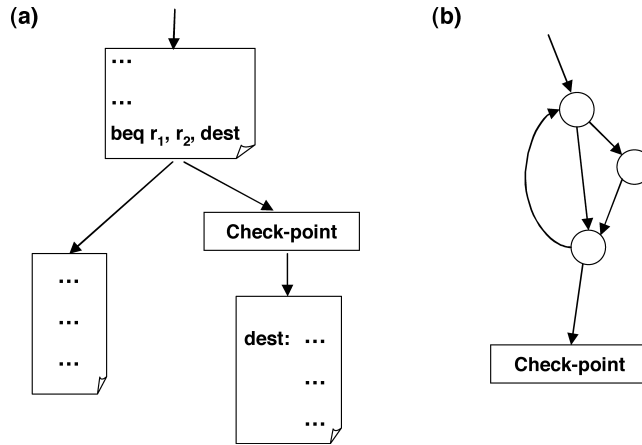 (a)
...
...
beq r1, r2, dest
Check-point
...
...
...
dest: ...
...
...
(b)
Check-point